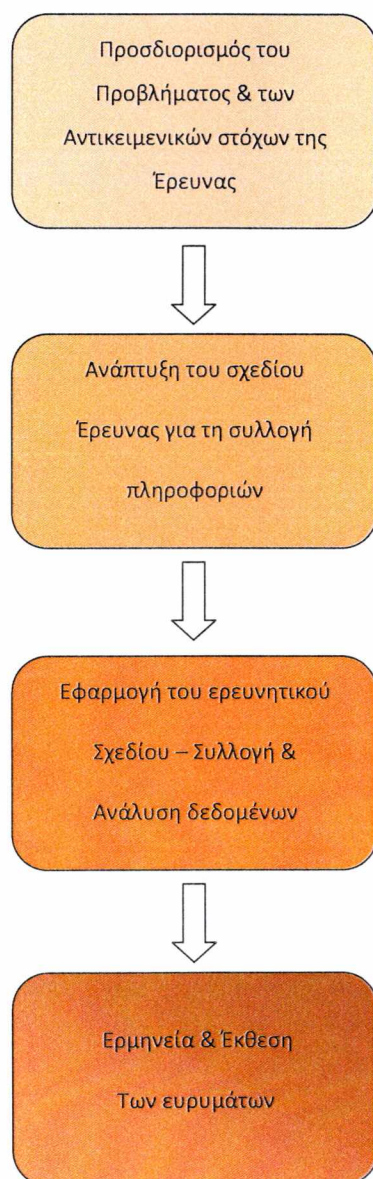 Προσδιορισμός του
Προβλήματος & των
Αντικειμενικών στόχων της
Έρευνας
Ανάπτυξη του σχεδίου
Έρευνας για τη συλλογή
πληροφοριών
Εφαρμογή του ερευνητικού
Σχεδίου – Συλλογή &
Ανάλυση δεδομένων
Ερμηνεία & Έκθεση
Των ευρυμάτων